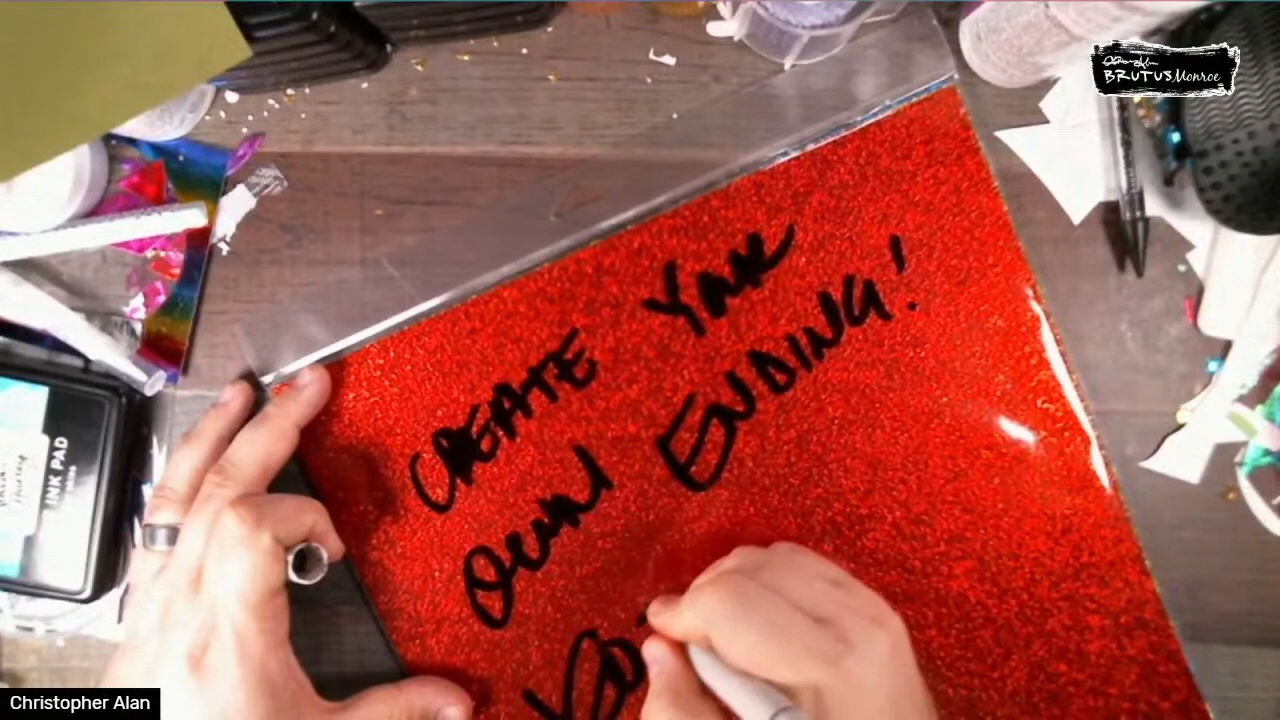 BRUTUS Monroe
CREATE YOUR
OWN ENDING!
INK PAD
Christopher Alan